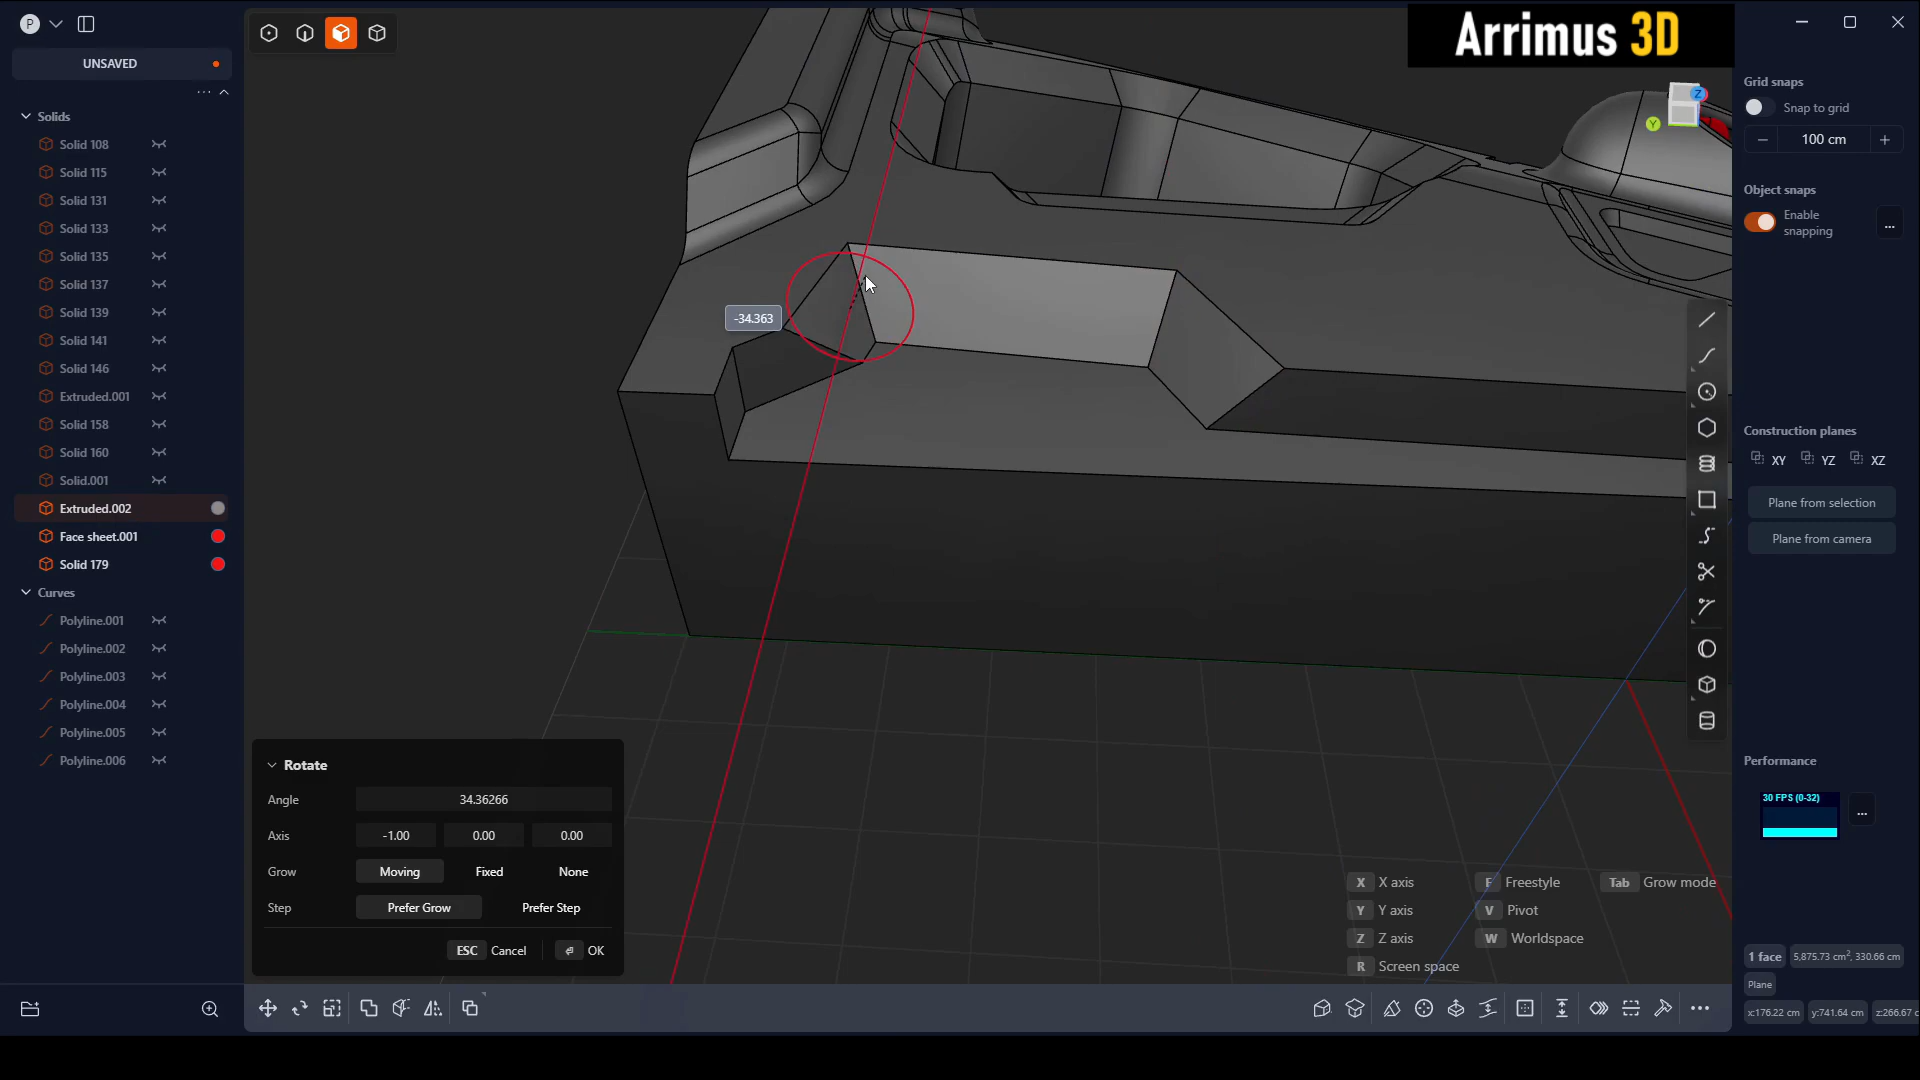 P
UNSAVED
Solids
Solid 108
Solid 115
Solid 131
Solid 133
Solid 135
Solid 137
Solid 139
Solid 141
Solid 146
Extruded.001
Solid 158
Solid 160
Solid.001
Extruded.002
Face sheet.001
Solid 179
Curves
Polyline.001
Polyline.002
Polyline.003
Polyline.004
Polyline.005
Polyline.006
Arrimus 3D
Z
Y
-34.363
Rotate
Angle 34.36266
Axis -1.00 0.00 0.00
Grow Moving Fixed None
Step Prefer Grow Prefer Step
ESC Cancel OK
X X axis F Freestyle Tab Grow mode
Y Y axis V Pivot
Z Z axis W Worldspace
R Screen space
Grid snaps
Snap to grid
100 cm
Object snaps
Enable
snapping
...
Construction planes
XY YZ XZ
Plane from selection
Plane from camera
Performance
30 FPS (0-32)
...
1 face 5,875.73 cm², 330.66 cm
Plane
x:176.22 cm y:741.64 cm z:266.67 c